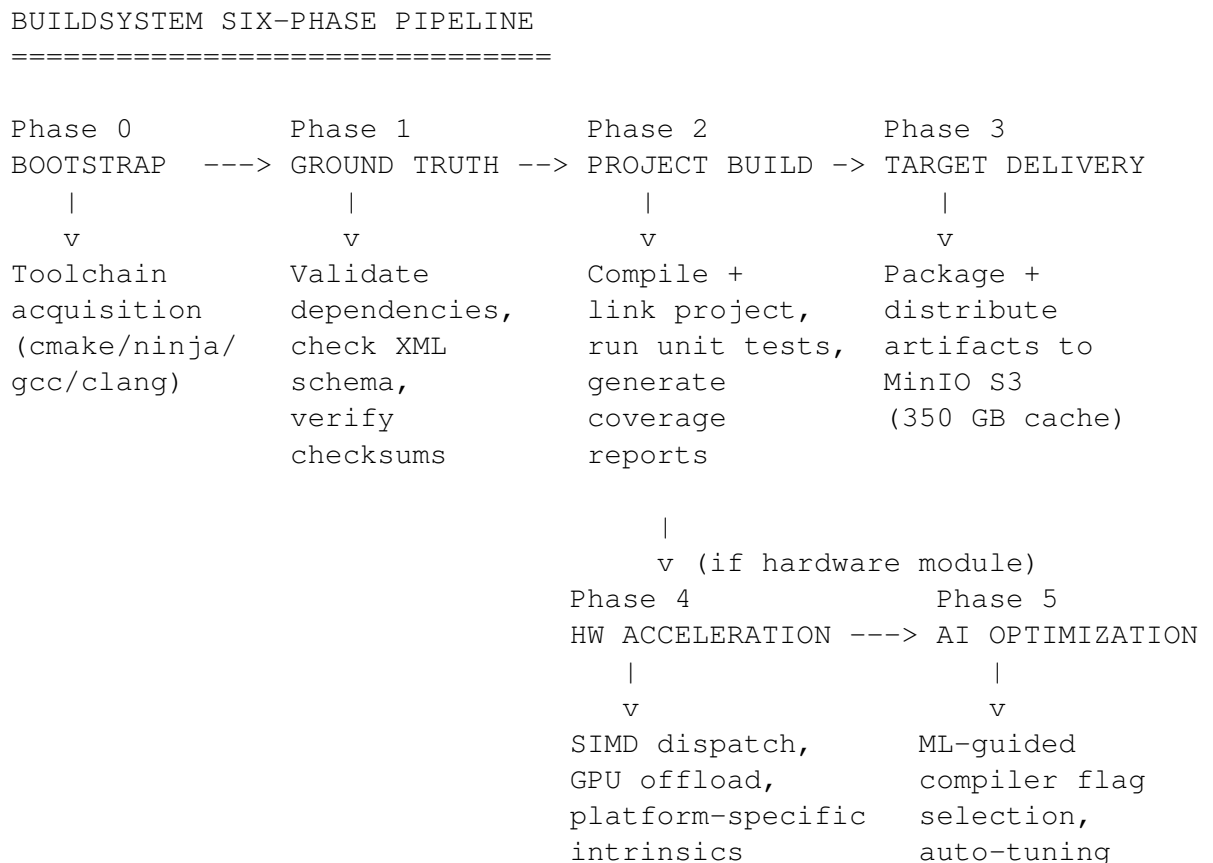 BUILDSYSTEM SIX-PHASE PIPELINE
===============================
Phase 0          Phase 1          Phase 2          Phase 3
BOOTSTRAP  ---> GROUND TRUTH --> PROJECT BUILD -> TARGET DELIVERY
   |                |                |                |
   v                v                v                v
Toolchain       Validate         Compile +        Package +
acquisition     dependencies,    link project,    distribute
(cmake/ninja/   check XML        run unit tests,  artifacts to
gcc/clang)      schema,          generate         MinIO S3
                verify           coverage         (350 GB cache)
                checksums        reports
                                     |
                                     v (if hardware module)
                                Phase 4              Phase 5
                                HW ACCELERATION ---> AI OPTIMIZATION
                                   |                    |
                                   v                    v
                                SIMD dispatch,      ML-guided
                                GPU offload,        compiler flag
                                platform-specific   selection,
                                intrinsics          auto-tuning